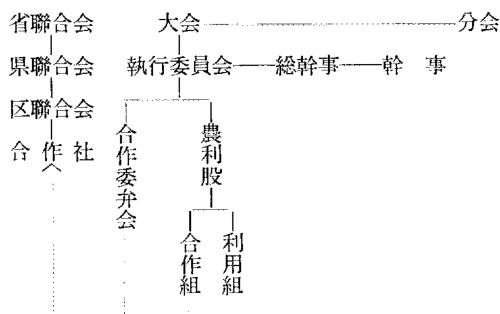 省聯合会
県聯合会
区聯合会
合作社
大会
分会
執行委員会
総幹事
幹事
合作委弁会
農利股
合作組
利用組